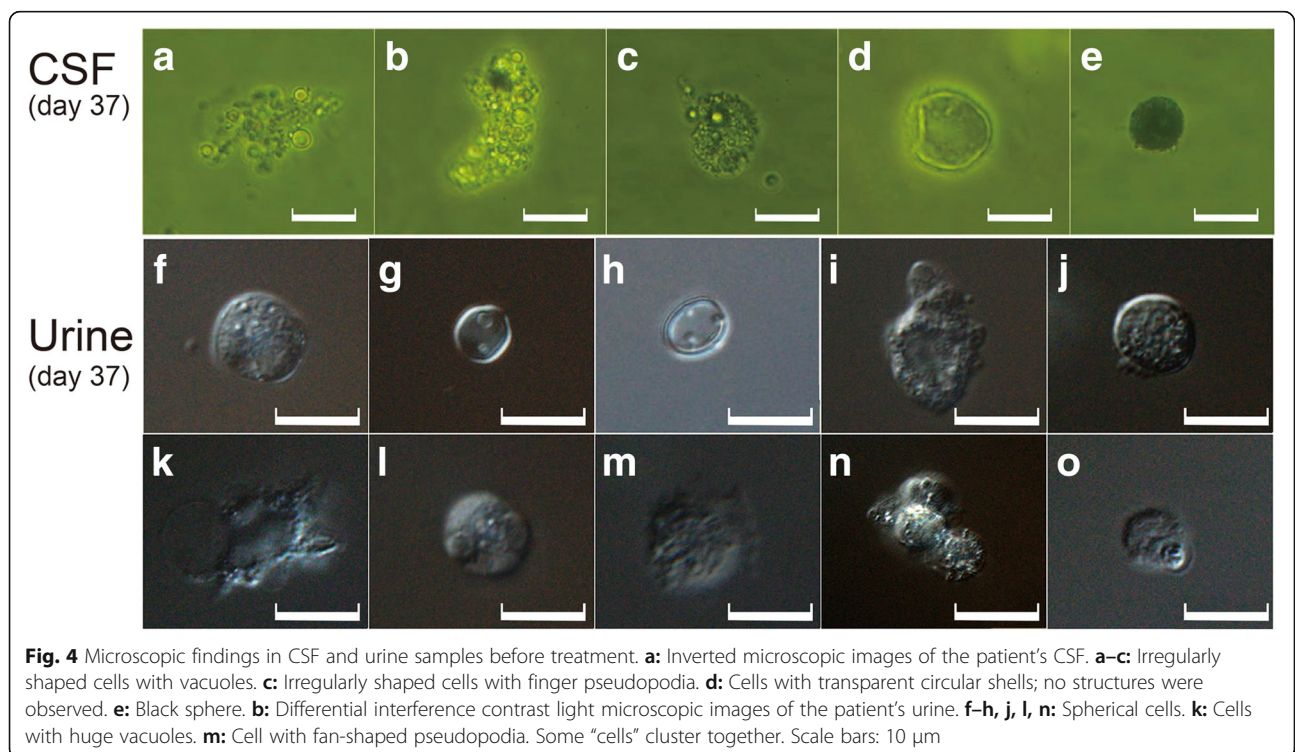 CSF
(day 37)
a b c d e
Urine
(day 37)
f g h i j
k l m n o
Fig. 4 Microscopic findings in CSF and urine samples before treatment. a: Inverted microscopic images of the patient's CSF. a–c: Irregularly
shaped cells with vacuoles. c: Irregularly shaped cells with finger pseudopodia. d: Cells with transparent circular shells; no structures were
observed. e: Black sphere. b: Differential interference contrast light microscopic images of the patient's urine. f–h, j, l, n: Spherical cells. k: Cells
with huge vacuoles. m: Cell with fan-shaped pseudopodia. Some “cells” cluster together. Scale bars: 10 μm